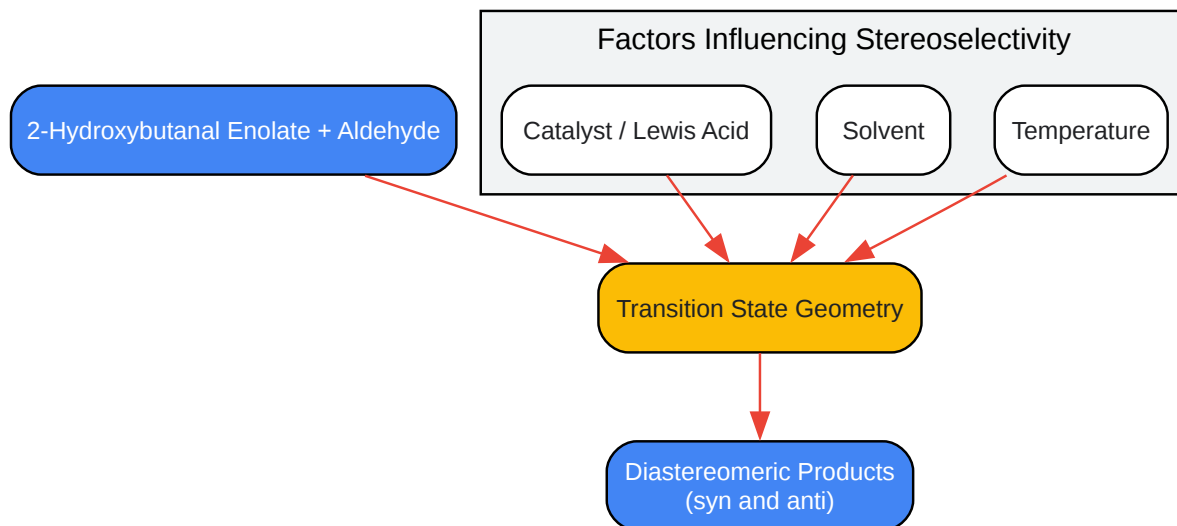 Factors Influencing Stereoselectivity
2-Hydroxybutanal Enolate + Aldehyde
Catalyst / Lewis Acid
Solvent
Temperature
Transition State Geometry
Diastereomeric Products
(syn and anti)